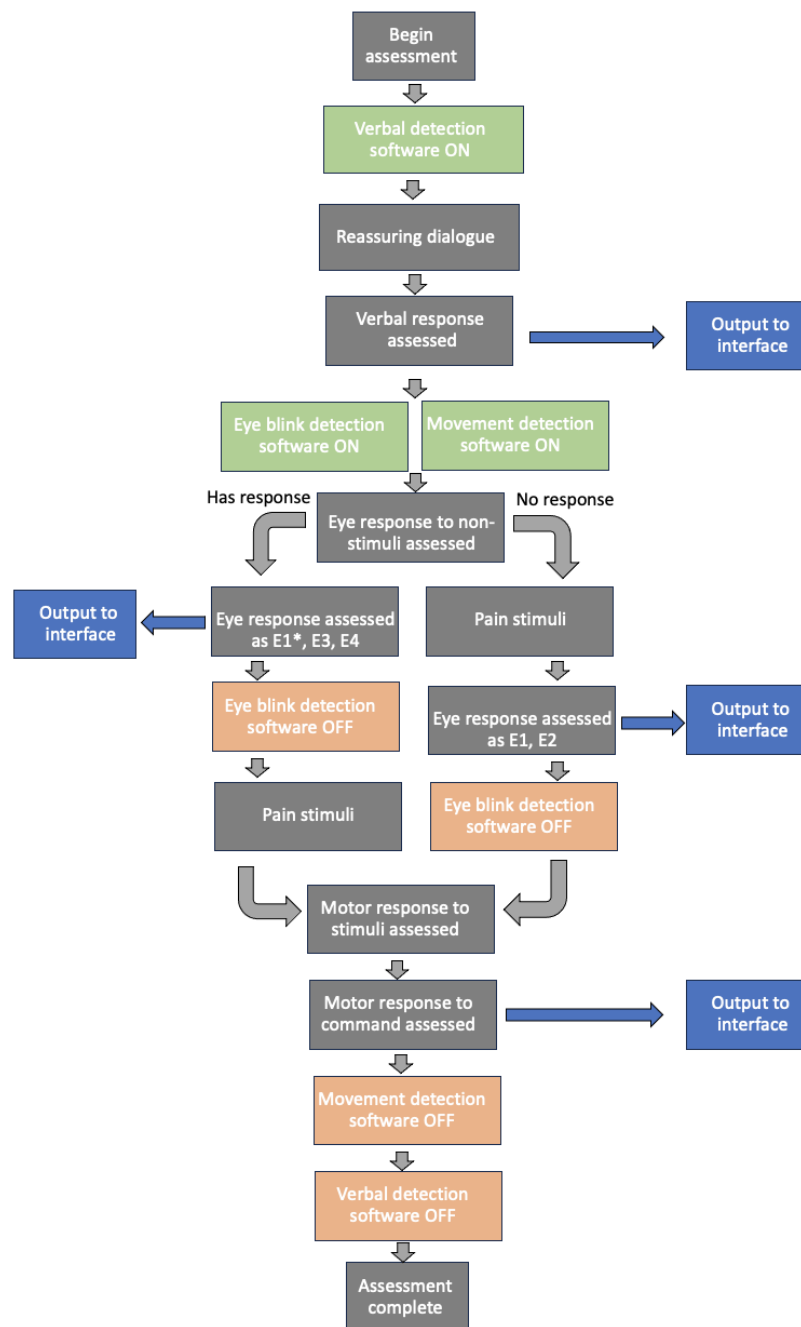 Begin
assessment
Verbal detection
software ON
Reassuring dialogue
Verbal response
assessed
Output to
interface
Eye blink detection
software ON
Movement detection
software ON
Has response
No response
Eye response to non-
stimuli assessed
Output to
interface
Eye response assessed
as E1*, E3, E4
Pain stimuli
Eye blink detection
software OFF
Eye response assessed
as E1, E2
Output to
interface
Pain stimuli
Eye blink detection
software OFF
Motor response to
stimuli assessed
Motor response to
command assessed
Output to
interface
Movement detection
software OFF
Verbal detection
software OFF
Assessment
complete